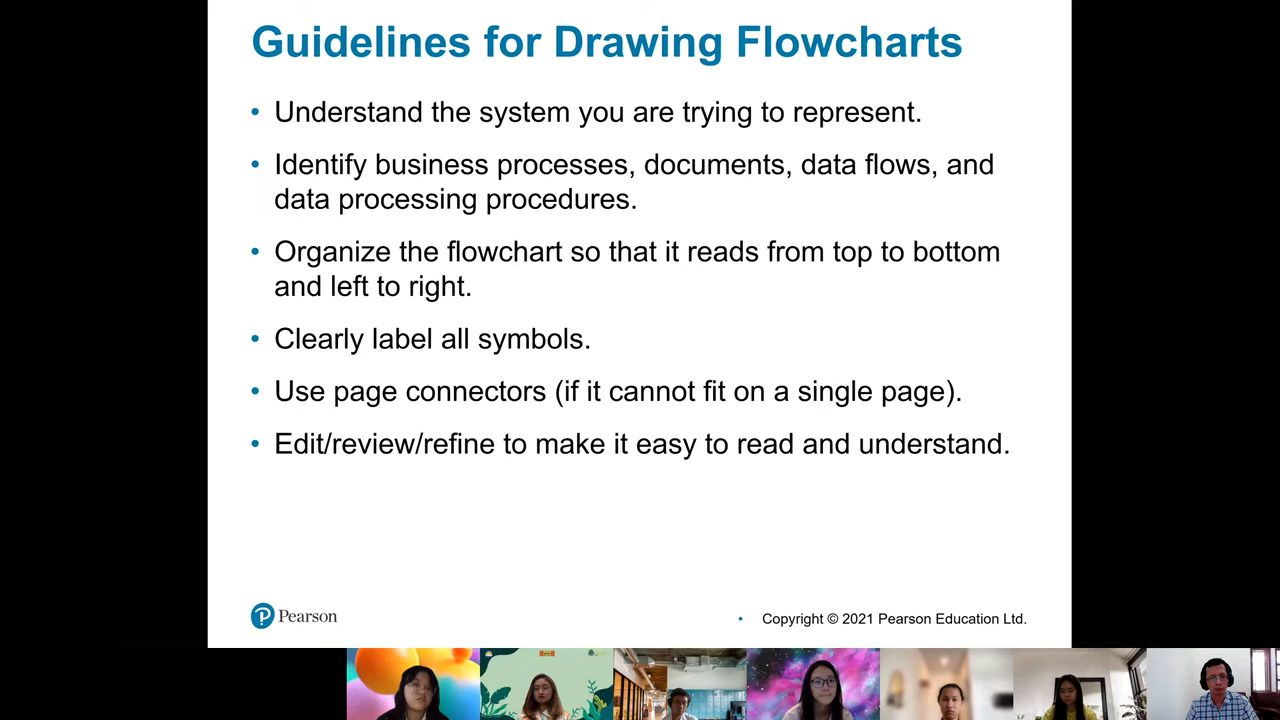 Guidelines for Drawing Flowcharts
• Understand the system you are trying to represent.
• Identify business processes, documents, data flows, and
data processing procedures.
• Organize the flowchart so that it reads from top to bottom
and left to right.
• Clearly label all symbols.
• Use page connectors (if it cannot fit on a single page).
• Edit/review/refine to make it easy to read and understand.
P Pearson
• Copyright © 2021 Pearson Education Ltd.